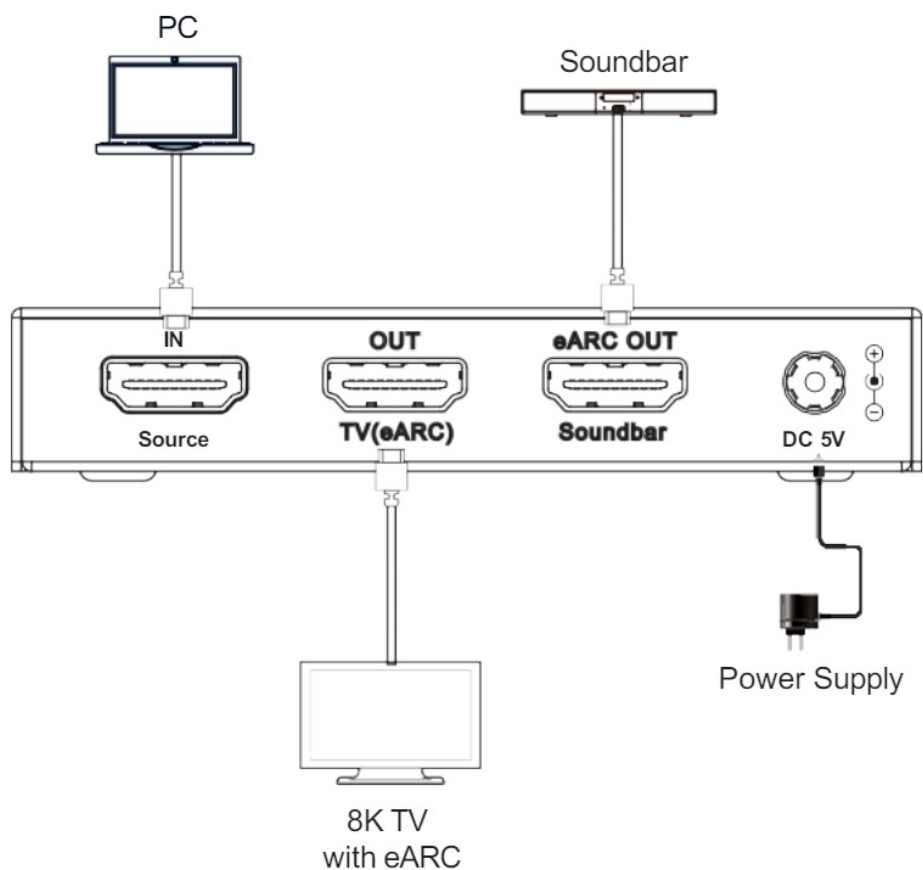 PC
Soundbar
IN
OUT
eARC OUT
Source
TV(eARC)
Soundbar
DC 5V
Power Supply
8K TV
with eARC